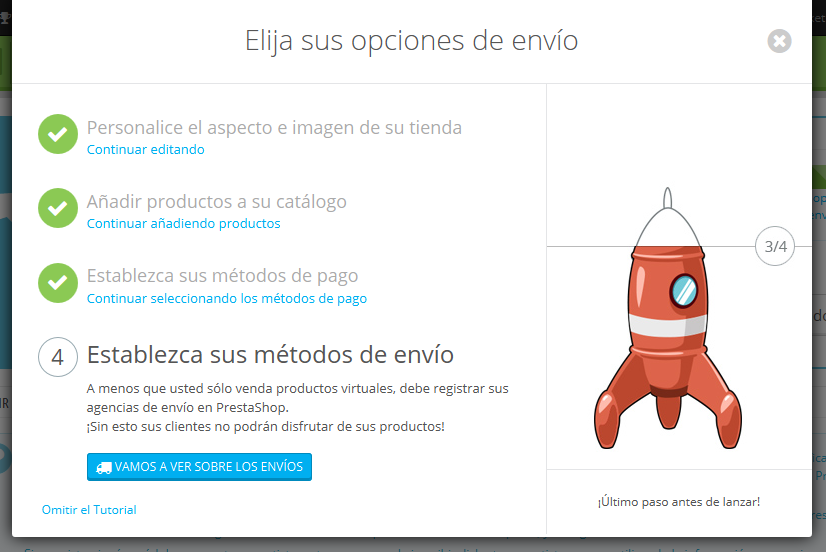 Elija sus opciones de envío
Personalice el aspecto e imagen de su tienda
Continuar editando
Añadir productos a su catálogo
Continuar añadiendo productos
Establezca sus métodos de pago
Continuar seleccionando los métodos de pago
4
Establezca sus métodos de envío
A menos que usted sólo venda productos virtuales, debe registrar sus
agencias de envío en PrestaShop.
¡Sin esto sus clientes no podrán disfrutar de sus productos!
VAMOS A VER SOBRE LOS ENVÍOS
Omitir el Tutorial
3/4
¡Último paso antes de lanzar!